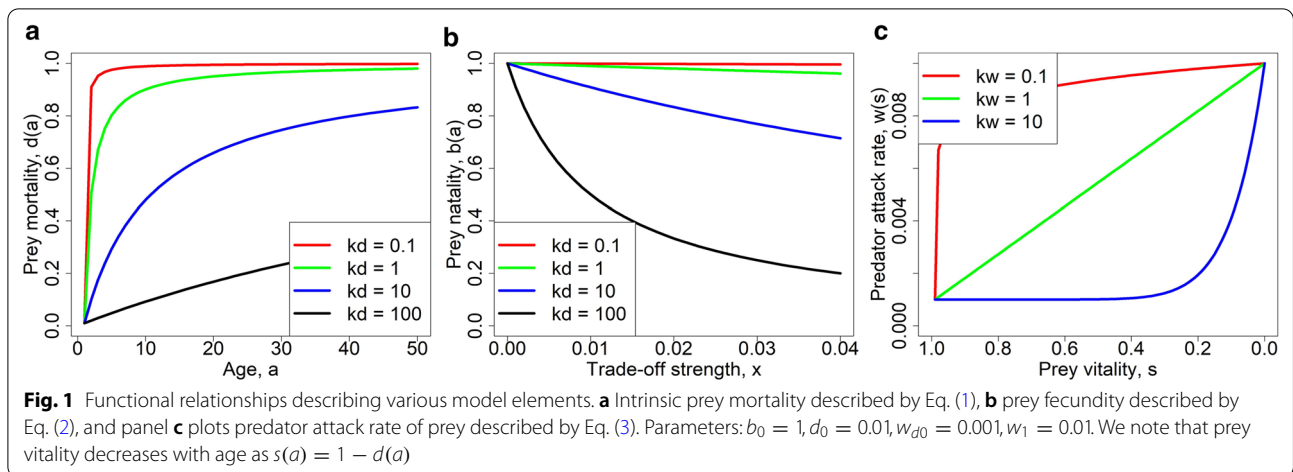 a
Prey mortality, d(a)
1.0
0.8
0.6
0.4
0.2
0.0
kd = 0.1
kd = 1
kd = 10
kd = 100
0 10 20 30 40 50
Age, a
b
Prey natality, b(a)
1.0
0.8
0.6
0.4
0.2
0.0
kd = 0.1
kd = 1
kd = 10
kd = 100
0.00 0.01 0.02 0.03 0.04
Trade-off strength, x
c
Predator attack rate, w(s)
0.008
0.004
0.000
kw = 0.1
kw = 1
kw = 10
1.0 0.8 0.6 0.4 0.2 0.0
Prey vitality, s
Fig. 1 Functional relationships describing various model elements. a Intrinsic prey mortality described by Eq. (1), b prey fecundity described by
Eq. (2), and panel c plots predator attack rate of prey described by Eq. (3). Parameters: b₀ = 1, d₀ = 0.01, w_{d0} = 0.001, w₁ = 0.01. We note that prey
vitality decreases with age as s(a) = 1 − d(a)